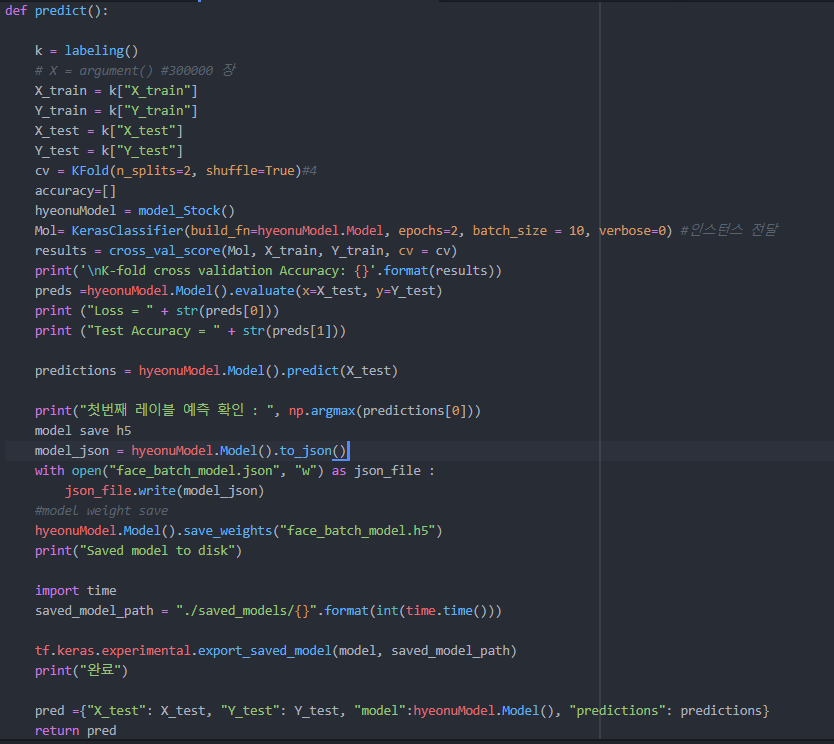 def predict():
k = labeling()
# X = argument() #300000 장
X_train = k["X_train"]
Y_train = k["Y_train"]
X_test = k["X_test"]
Y_test = k["Y_test"]
cv = KFold(n_splits=2, shuffle=True)#4
accuracy=[]
hyeonuModel = model_Stock()
Mol= KerasClassifier(build_fn=hyeonuModel.Model, epochs=2, batch_size = 10, verbose=0) #인스턴스 전달
results = cross_val_score(Mol, X_train, Y_train, cv = cv)
print('\nK-fold cross validation Accuracy: {}'.format(results))
preds =hyeonuModel.Model().evaluate(x=X_test, y=Y_test)
print ("Loss = " + str(preds[0]))
print ("Test Accuracy = " + str(preds[1]))
predictions = hyeonuModel.Model().predict(X_test)
print("첫번째 레이블 예측 확인 : ", np.argmax(predictions[0]))
model save h5
model_json = hyeonuModel.Model().to_json()
with open("face_batch_model.json", "w") as json_file :
json_file.write(model_json)
#model weight save
hyeonuModel.Model().save_weights("face_batch_model.h5")
print("Saved model to disk")
import time
saved_model_path = "./saved_models/{}".format(int(time.time()))
tf.keras.experimental.export_saved_model(model, saved_model_path)
print("완료")
pred ={"X_test": X_test, "Y_test": Y_test, "model":hyeonuModel.Model(), "predictions": predictions}
return pred